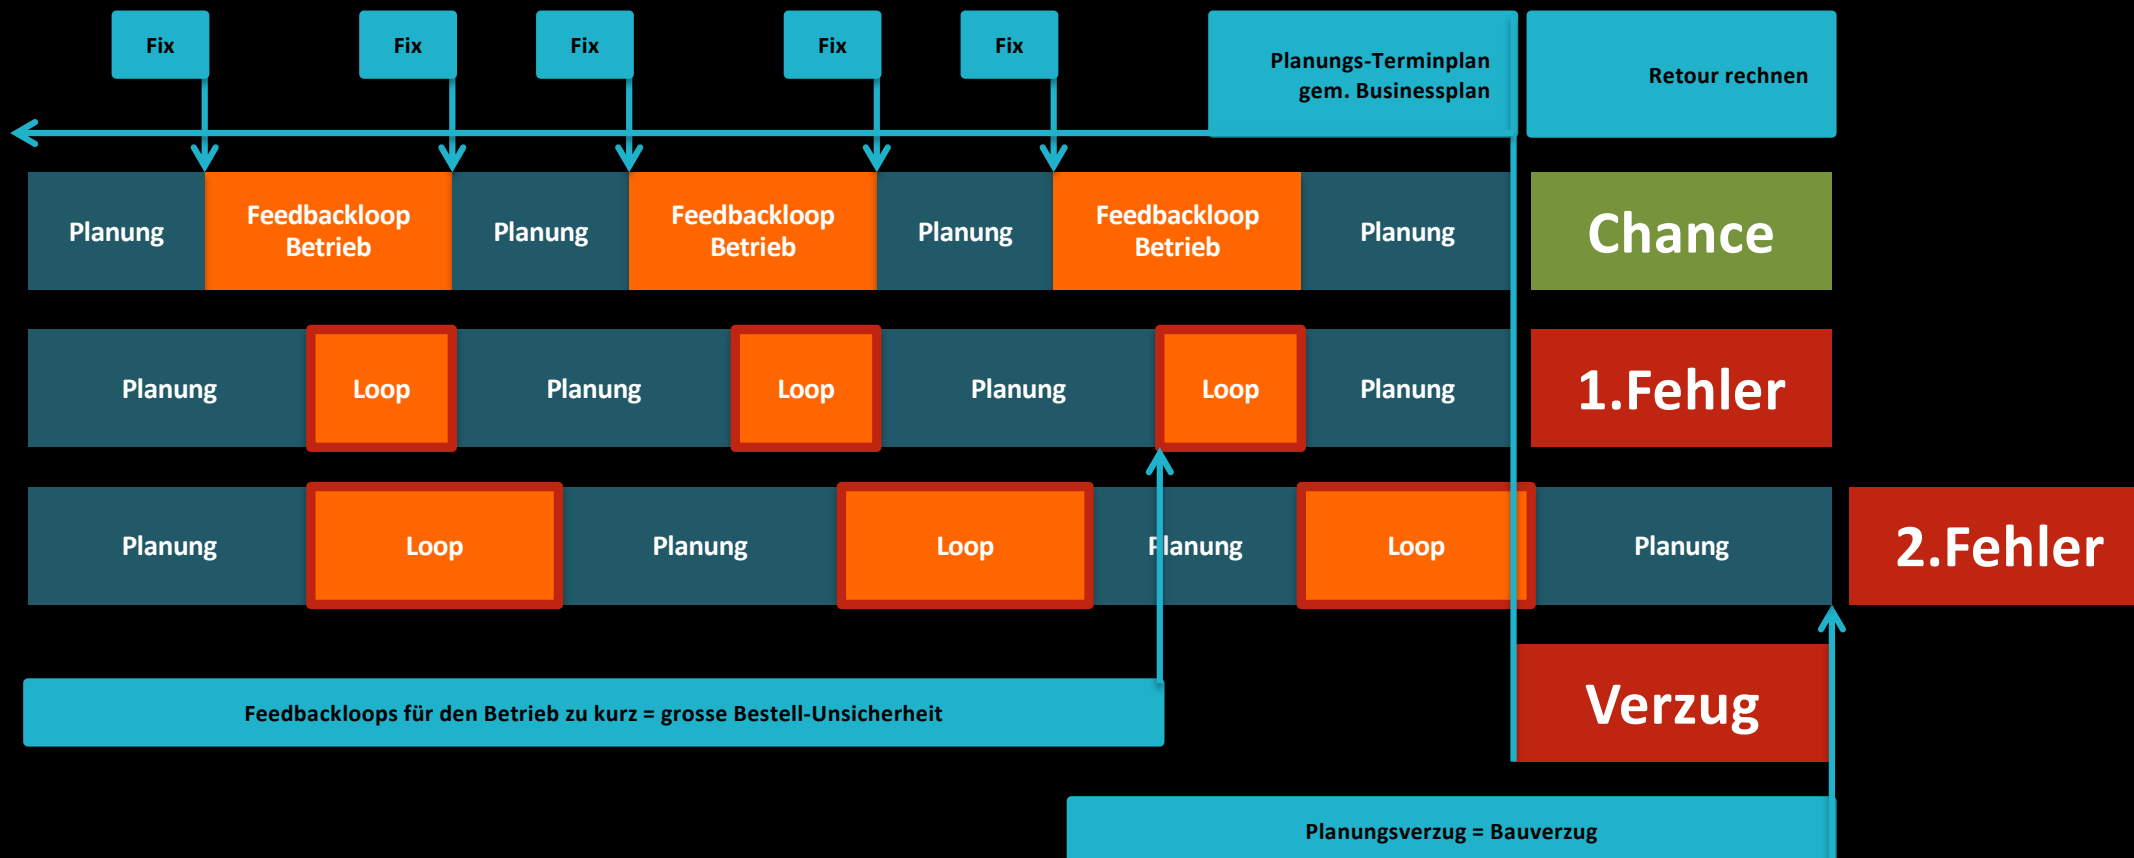 Fix
Fix
Fix
Fix
Fix
Planungs-Terminplan
gem. Businessplan
Retour rechnen
Planung
Feedbackloop
Betrieb
Planung
Feedbackloop
Betrieb
Planung
Feedbackloop
Betrieb
Planung
Chance
Planung
Loop
Planung
Loop
Planung
Loop
Planung
1.Fehler
Planung
Loop
Planung
Loop
Planung
Loop
Planung
2.Fehler
Feedbackloops für den Betrieb zu kurz = grosse Bestell-Unsicherheit
Verzug
Planungsverzug = Bauverzug